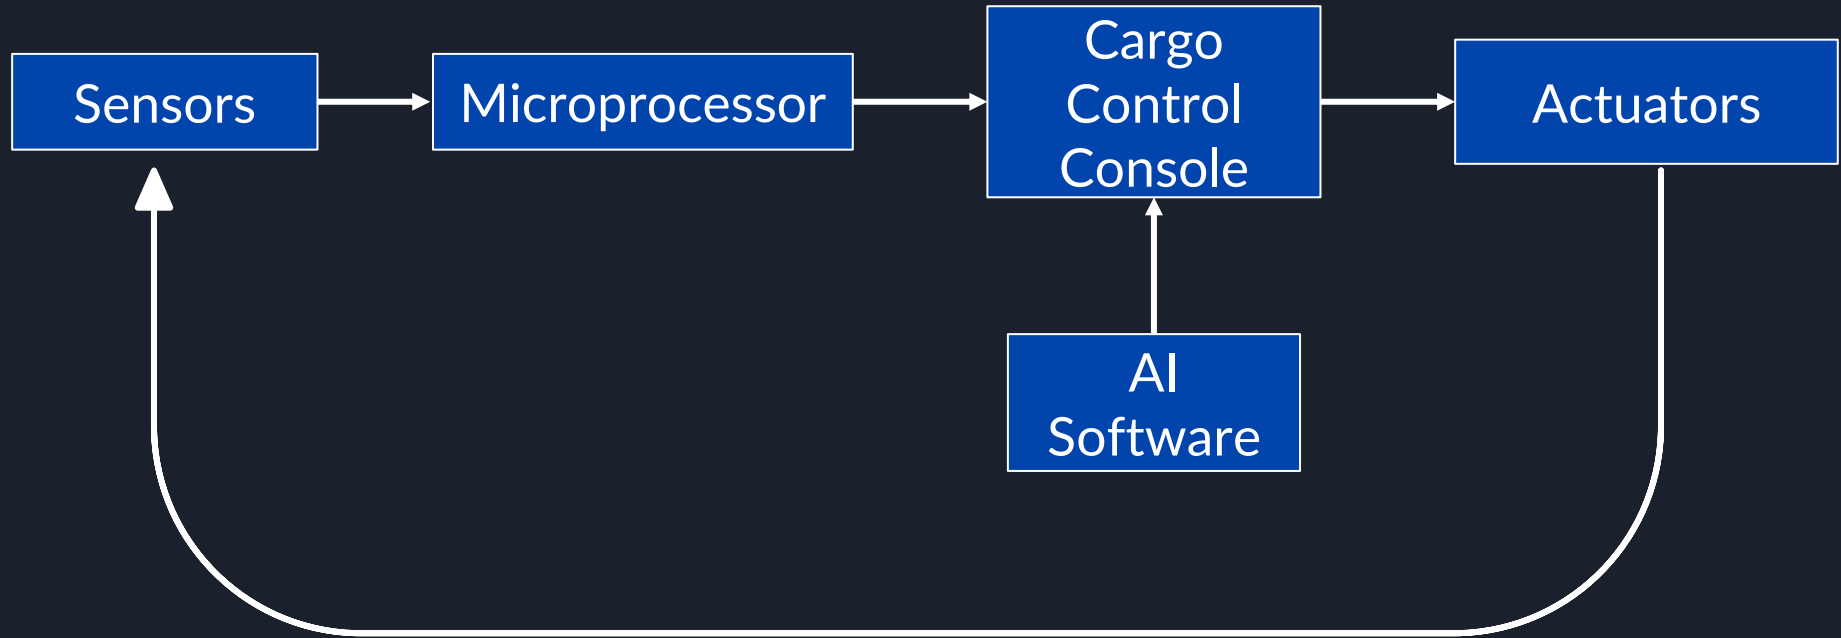 Sensors
Microprocessor
Cargo
Control
Console
Actuators
AI
Software